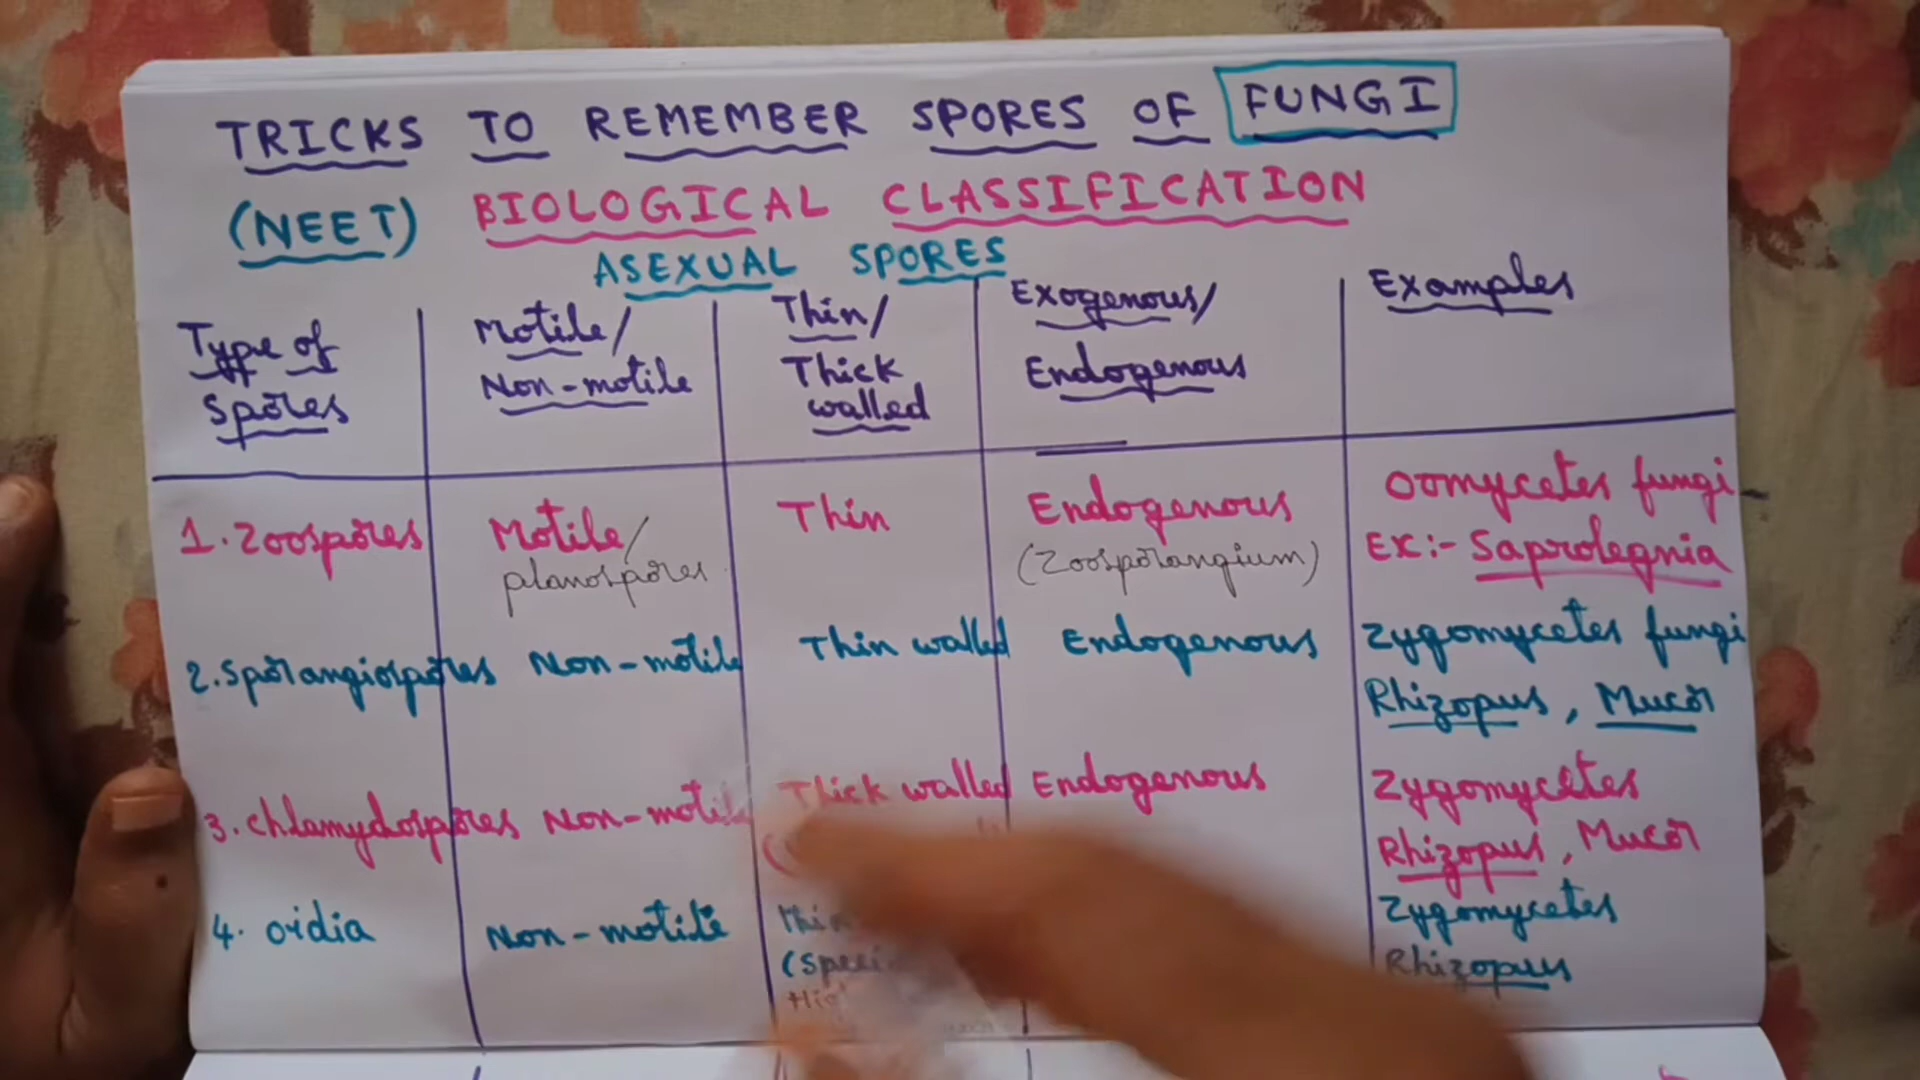 TRICKS TO REMEMBER SPORES OF FUNGI
(NEET) BIOLOGICAL CLASSIFICATION
ASEXUAL SPORES
Type of Spores
Motile/ Non-motile
Thin/ Thick walled
Exogenous/ Endogenous
Examples
1. Zoospores
Motile/ planospores
Thin
Endogenous (Zoosporangium)
Oomycetes fungi
Ex:- Saprolegnia
2. Sporangiospores
Non-motile
Thin walled
Endogenous
Zygomycetes fungi
Rhizopus, Mucor
3. chlamydospores
Non-motile
Thick walled
Endogenous
Zygomycetes
Rhizopus, Mucor
4. oidia
Non-motile
Zygomycetes
Rhizopus